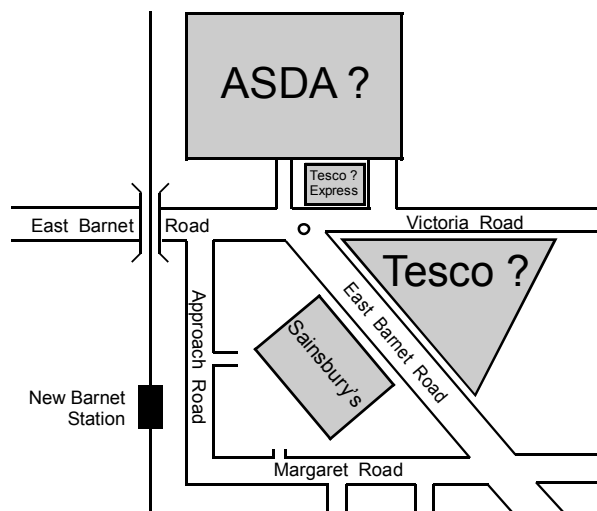 ASDA ?
Tesco ?
Express
East Barnet Road
Victoria Road
Tesco ?
East Barnet Road
Approach Road
Sainsbury's
New Barnet
Station
Margaret Road